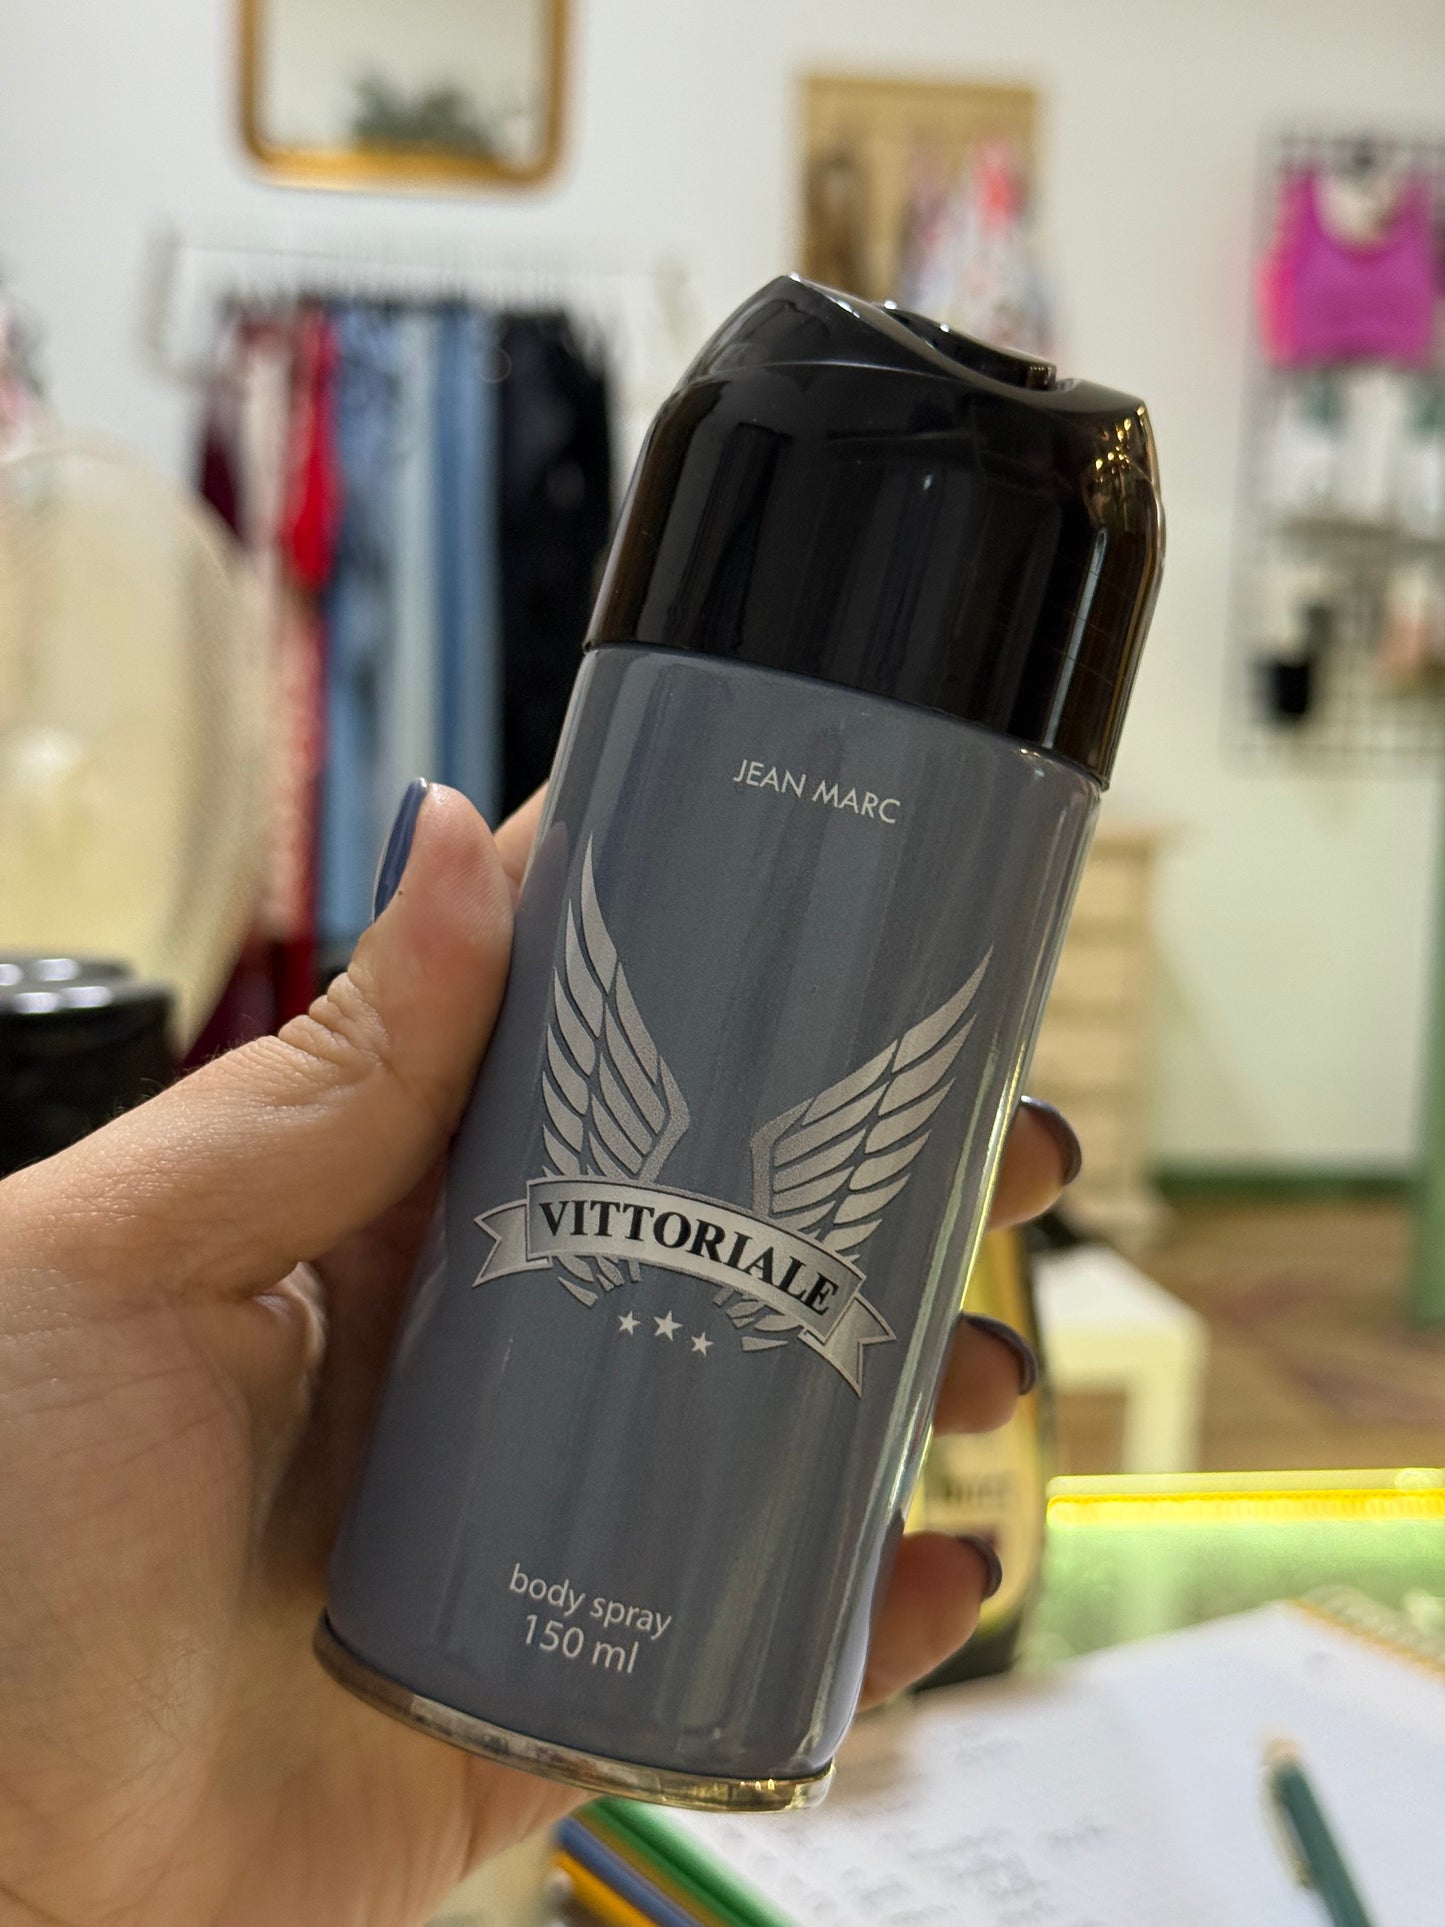 JEAN MARC
VITTORIALE
body spray
150 ml